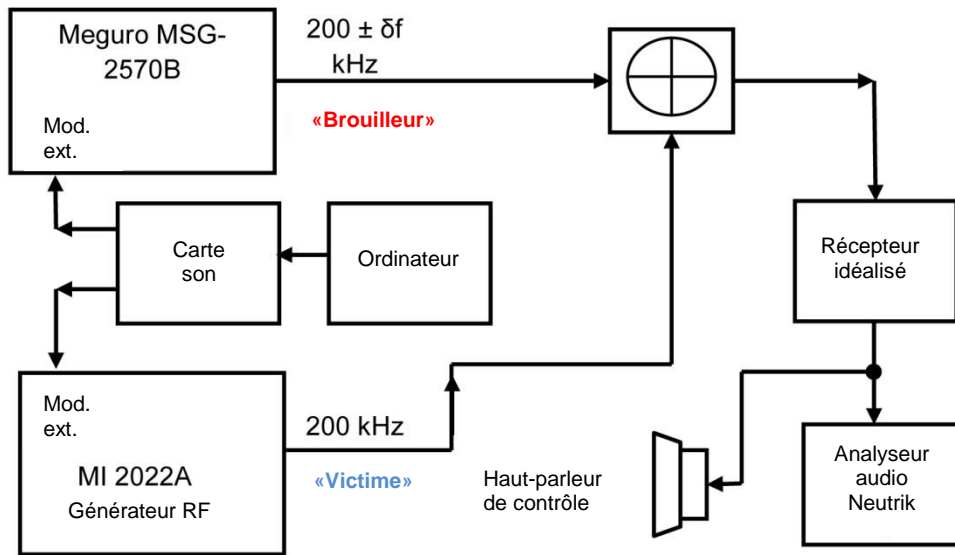 Meguro MSG-
2570B
Mod.
ext.
200 ± δf
kHz
«Brouilleur»
Carte
son
Ordinateur
Récepteur
idéalisé
Mod.
ext.
MI 2022A
Générateur RF
200 kHz
«Victime»
Haut-parleur
de contrôle
Analyseur
audio
Neutrik